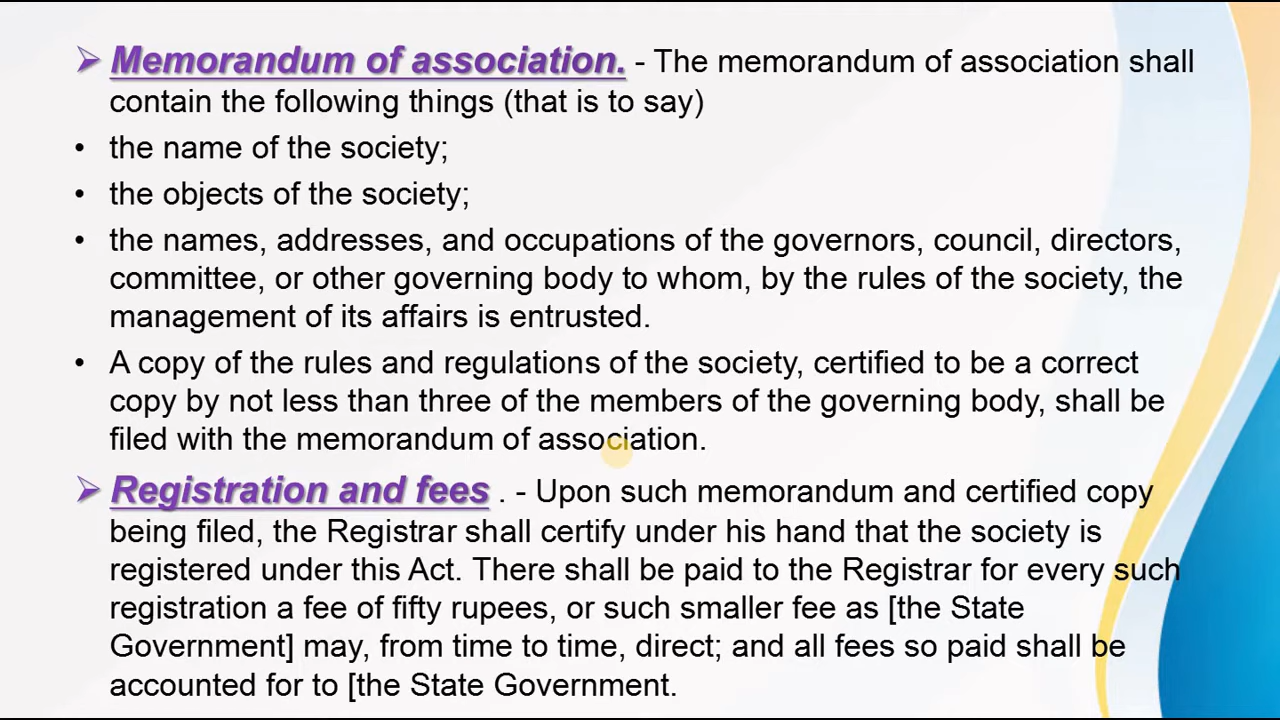 ➢ Memorandum of association. - The memorandum of association shall
contain the following things (that is to say)
• the name of the society;
• the objects of the society;
• the names, addresses, and occupations of the governors, council, directors,
committee, or other governing body to whom, by the rules of the society, the
management of its affairs is entrusted.
• A copy of the rules and regulations of the society, certified to be a correct
copy by not less than three of the members of the governing body, shall be
filed with the memorandum of association.
➢ Registration and fees . - Upon such memorandum and certified copy
being filed, the Registrar shall certify under his hand that the society is
registered under this Act. There shall be paid to the Registrar for every such
registration a fee of fifty rupees, or such smaller fee as [the State
Government] may, from time to time, direct; and all fees so paid shall be
accounted for to [the State Government.